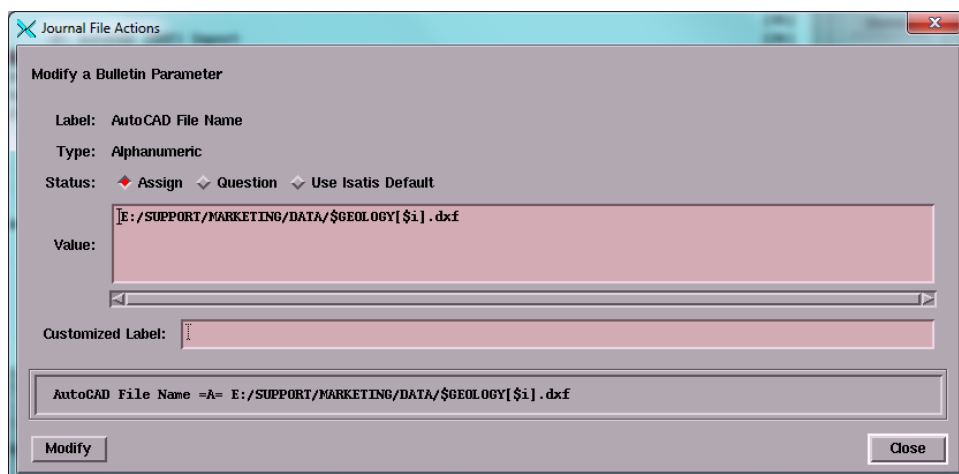 Journal File Actions
Modify a Bulletin Parameter
Label: AutoCAD File Name
Type: Alphanumeric
Status: Assign Question Use Isatis Default
Value: E:/SUPPORT/MARKETING/DATA/$GEOLOGY[$i].dxf
Customized Label:
AutoCAD File Name =A= E:/SUPPORT/MARKETING/DATA/$GEOLOGY[$i].dxf
Modify Close